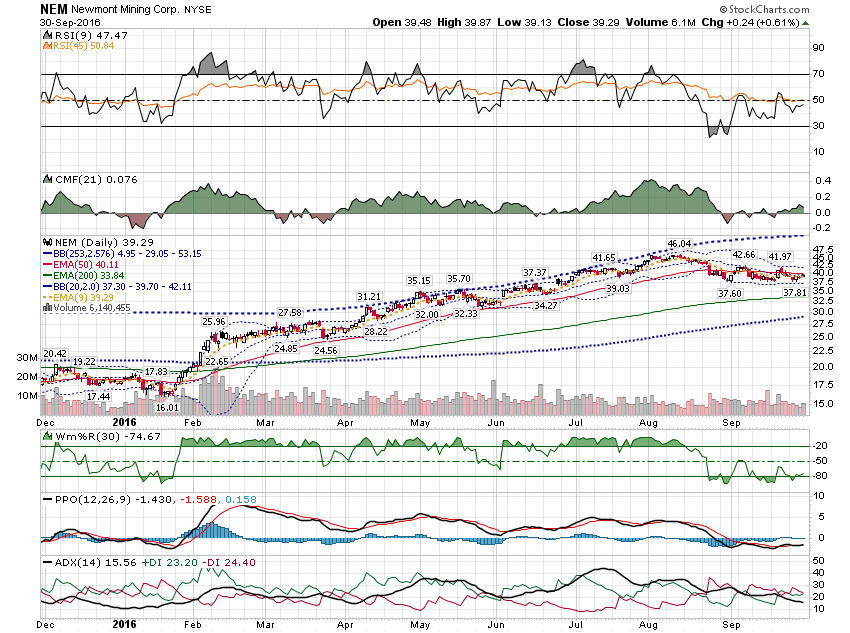 NEM Newmont Mining Corp. NYSE
© StockCharts.com
30-Sep-2016
Open 39.48 High 39.87 Low 39.13 Close 39.29 Volume 6.1M Chg +0.24 (+0.61%)
RSI(9) 47.47
RSI(45) 50.84
90
70
50
30
10
CMF(21) 0.076
0.4
0.2
0.0
-0.2
NEM (Daily) 39.29
BB(253,2.576) 4.95 - 29.05 - 53.15
EMA(50) 40.11
EMA(200) 33.84
BB(20,2.0) 37.30 - 39.70 - 42.11
EMA(9) 39.29
Volume 6,140,455
46.04
42.66
41.97
41.65
37.37
39.03
37.60
37.81
35.15
35.70
34.27
31.21
32.00
32.33
27.58
28.22
25.96
24.85
24.56
22.65
20.42
19.22
17.83
17.44
16.01
47.5
45.0
42.5
40.0
37.5
35.0
32.5
30.0
27.5
25.0
22.5
20.0
17.5
15.0
30M
20M
10M
Dec 2016 Feb Mar Apr May Jun Jul Aug Sep
Wm%R(30) -74.67
-20
-50
-80
PPO(12,26,9) -1.430, -1.588, 0.158
10
5
0
ADX(14) 15.56 +DI 23.20 -DI 24.40
50
40
30
20
10
Dec 2016 Feb Mar Apr May Jun Jul Aug Sep